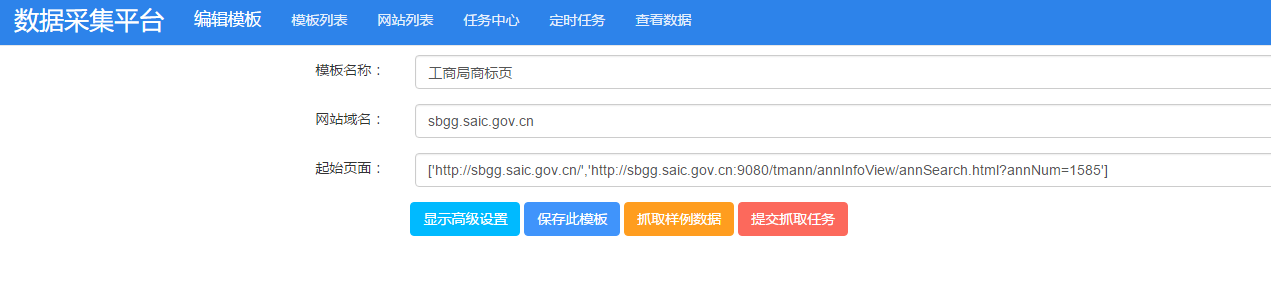 数据采集平台 编辑模板 模板列表 网站列表 任务中心 定时任务 查看数据
模板名称： 工商局商标页
网站域名： sbgg.saic.gov.cn
起始页面： ['http://sbgg.saic.gov.cn/','http://sbgg.saic.gov.cn:9080/tmann/annInfoView/annSearch.html?annNum=1585']
显示高级设置 保存此模板 抓取样例数据 提交抓取任务